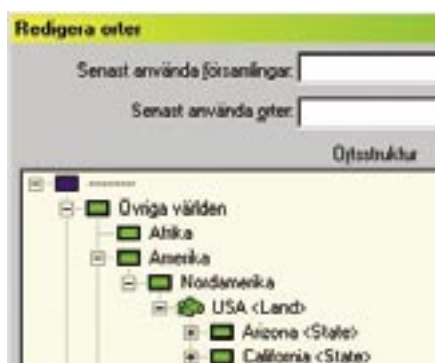 Redigera orter
Senast använda församlingar:
Senast använda orter:
Ortsstruktur
--------
Övriga världen
Afrika
Amerika
Nordamerika
USA <Land>
Arizona <State>
California <State>